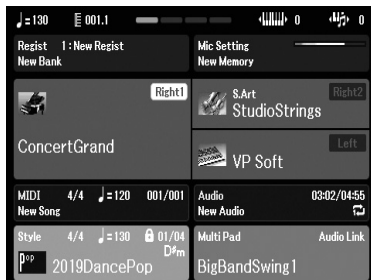 ♩=130 001.1 0 0
Regist 1:New Regist
New Bank
Mic Setting
New Memory
Right1
ConcertGrand
S.Art Right2
StudioStrings
Left
VP Soft
MIDI 4/4 ♩=120 001/001
New Song
Audio 03:02/04:55
New Audio
Style 4/4 ♩=130 01/04
D#m
Pop 2019DancePop
Multi Pad Audio Link
BigBandSwing1